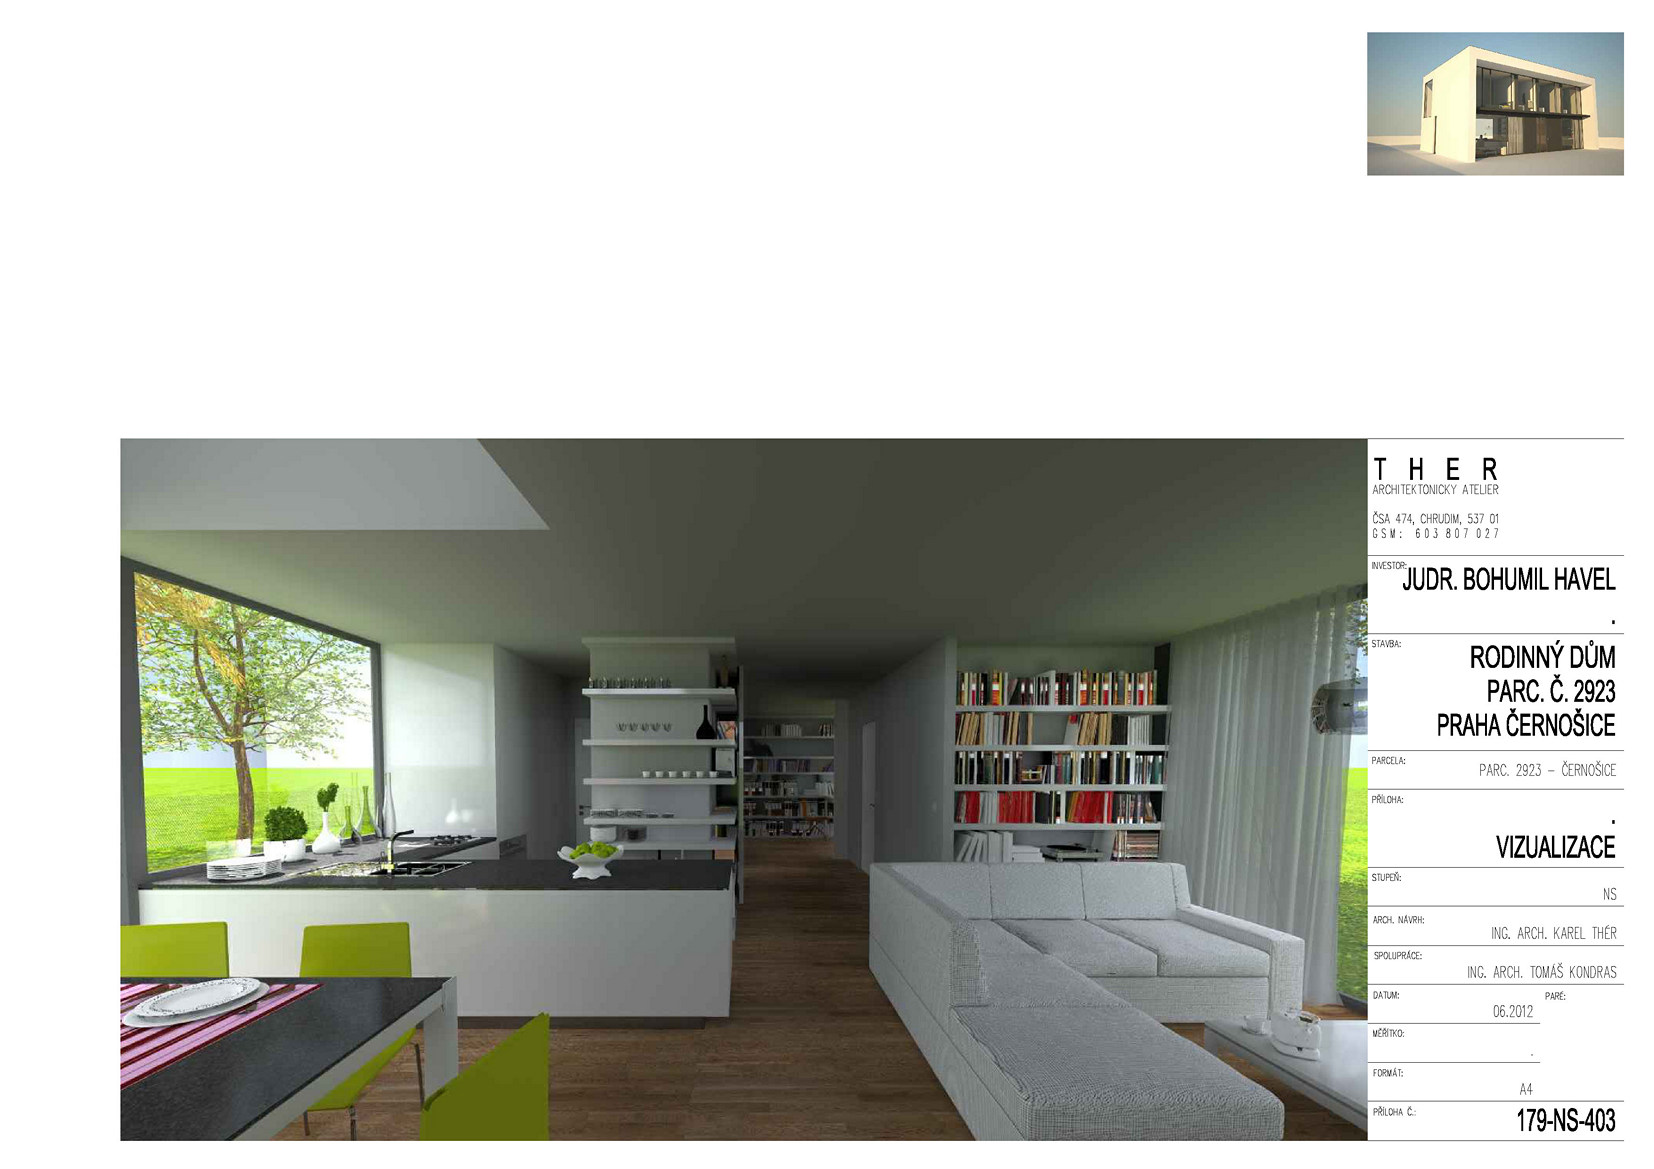 T H E R
ARCHITEKTONICKY ATELIER
ČSA 474, CHRUDIM, 537 01
GSM: 603 807 027
INVESTOR:
JUDR. BOHUMIL HAVEL
.
STAVBA:
RODINNÝ DŮM
PARC. Č. 2923
PRAHA ČERNOŠICE
PARCELA:
PARC. 2923 – ČERNOŠICE
PŘÍLOHA:
.
VIZUALIZACE
STUPEŇ:
NS
ARCH. NÁVRH:
ING. ARCH. KAREL THÉR
SPOLUPRÁCE:
ING. ARCH. TOMÁŠ KONDRAS
DATUM:
PARÉ:
06.2012
MĚŘÍTKO:
.
FORMÁT:
A4
PŘÍLOHA Č.:
179-NS-403